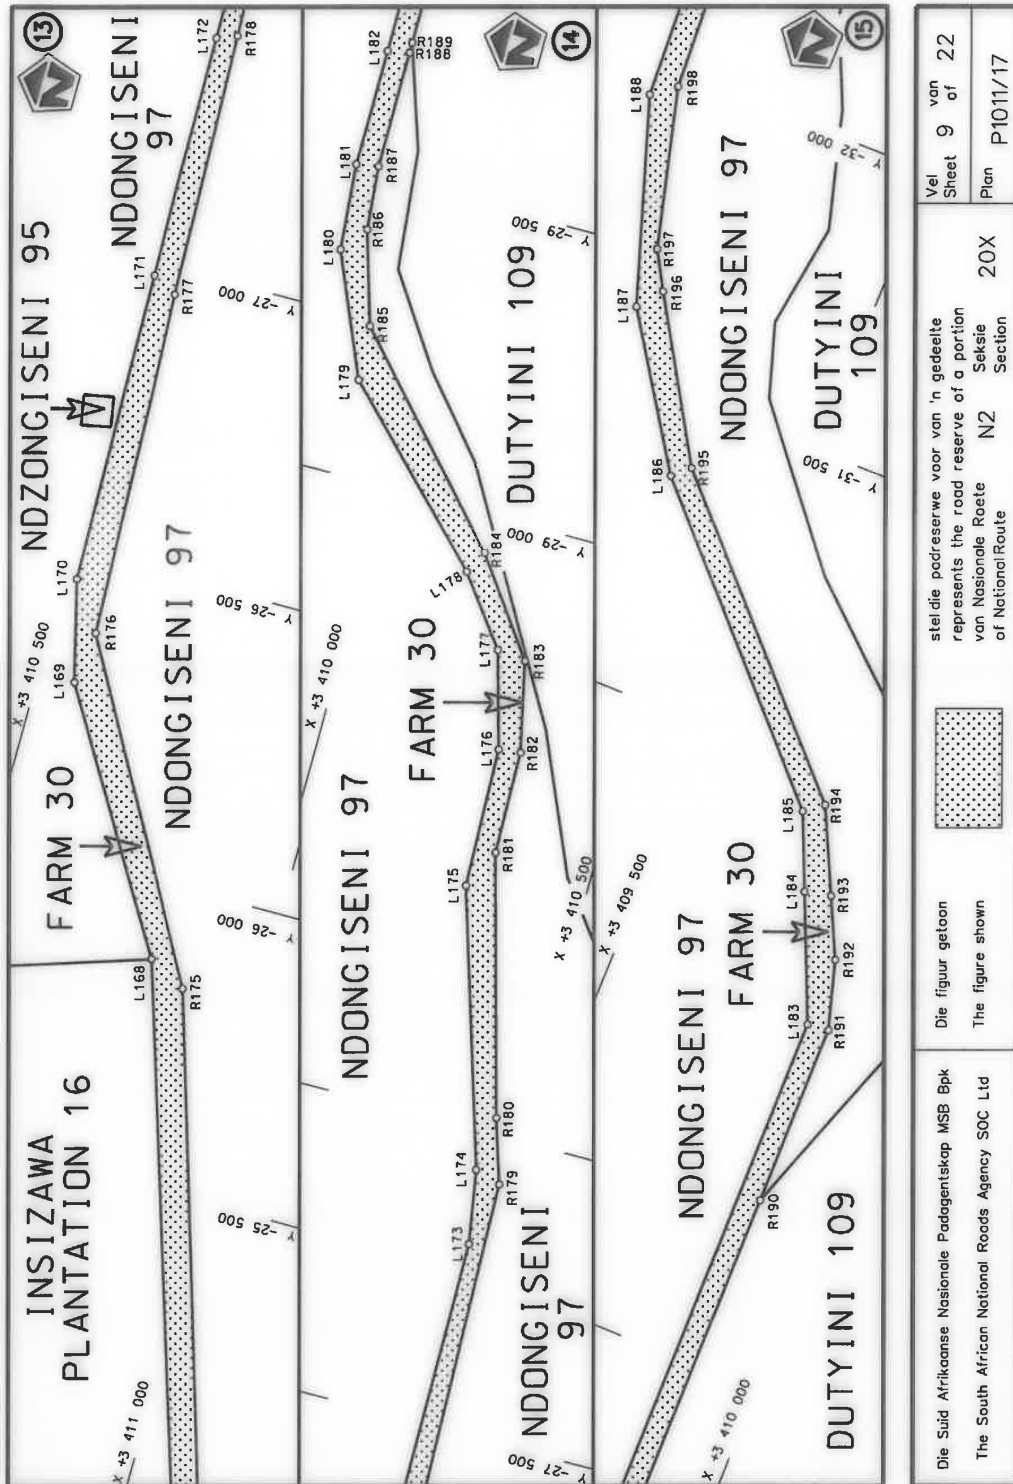 13
N
INSIZAWA
PLANTATION 16
FARM 30
NDZONGISENI 95
NDONGISENI
97
NDONGISENI 97
L168
L169
L170
L171
L172
R175
R176
R177
R178
X +3 411 000
X +3 410 500
Y -25 500
Y -26 000
Y -26 500
Y -27 000
14
N
NDONGISENI
97
NDONGISENI 97
FARM 30
DUTYINI 109
L173
L174
L175
L176
L177
L178
L179
L180
L181
L182
R179
R180
R181
R182
R183
R184
R185
R186
R187
R188
R189
X +3 410 000
X +3 410 500
Y -27 500
Y -29 000
Y -29 500
15
N
DUTYINI 109
NDONGISENI 97
FARM 30
NDONGISENI 97
DUTYINI
109
L183
L184
L185
L186
L187
L188
R190
R191
R192
R193
R194
R195
R196
R197
R198
X +3 410 000
X +3 409 500
Y -31 500
Y -32 000
Die Suid Afrikaanse Nasionale Padagentskap MSB Bpk
The South African National Roads Agency SOC Ltd
Die figuur getoon
The figure shown
stel die padreserwe voor van 'n gedeelte
represents the road reserve of a portion
van Nasionale Roete N2 Seksie 20X
of National Route Section
Vel 9 van 22
Sheet of
Plan P1011/17